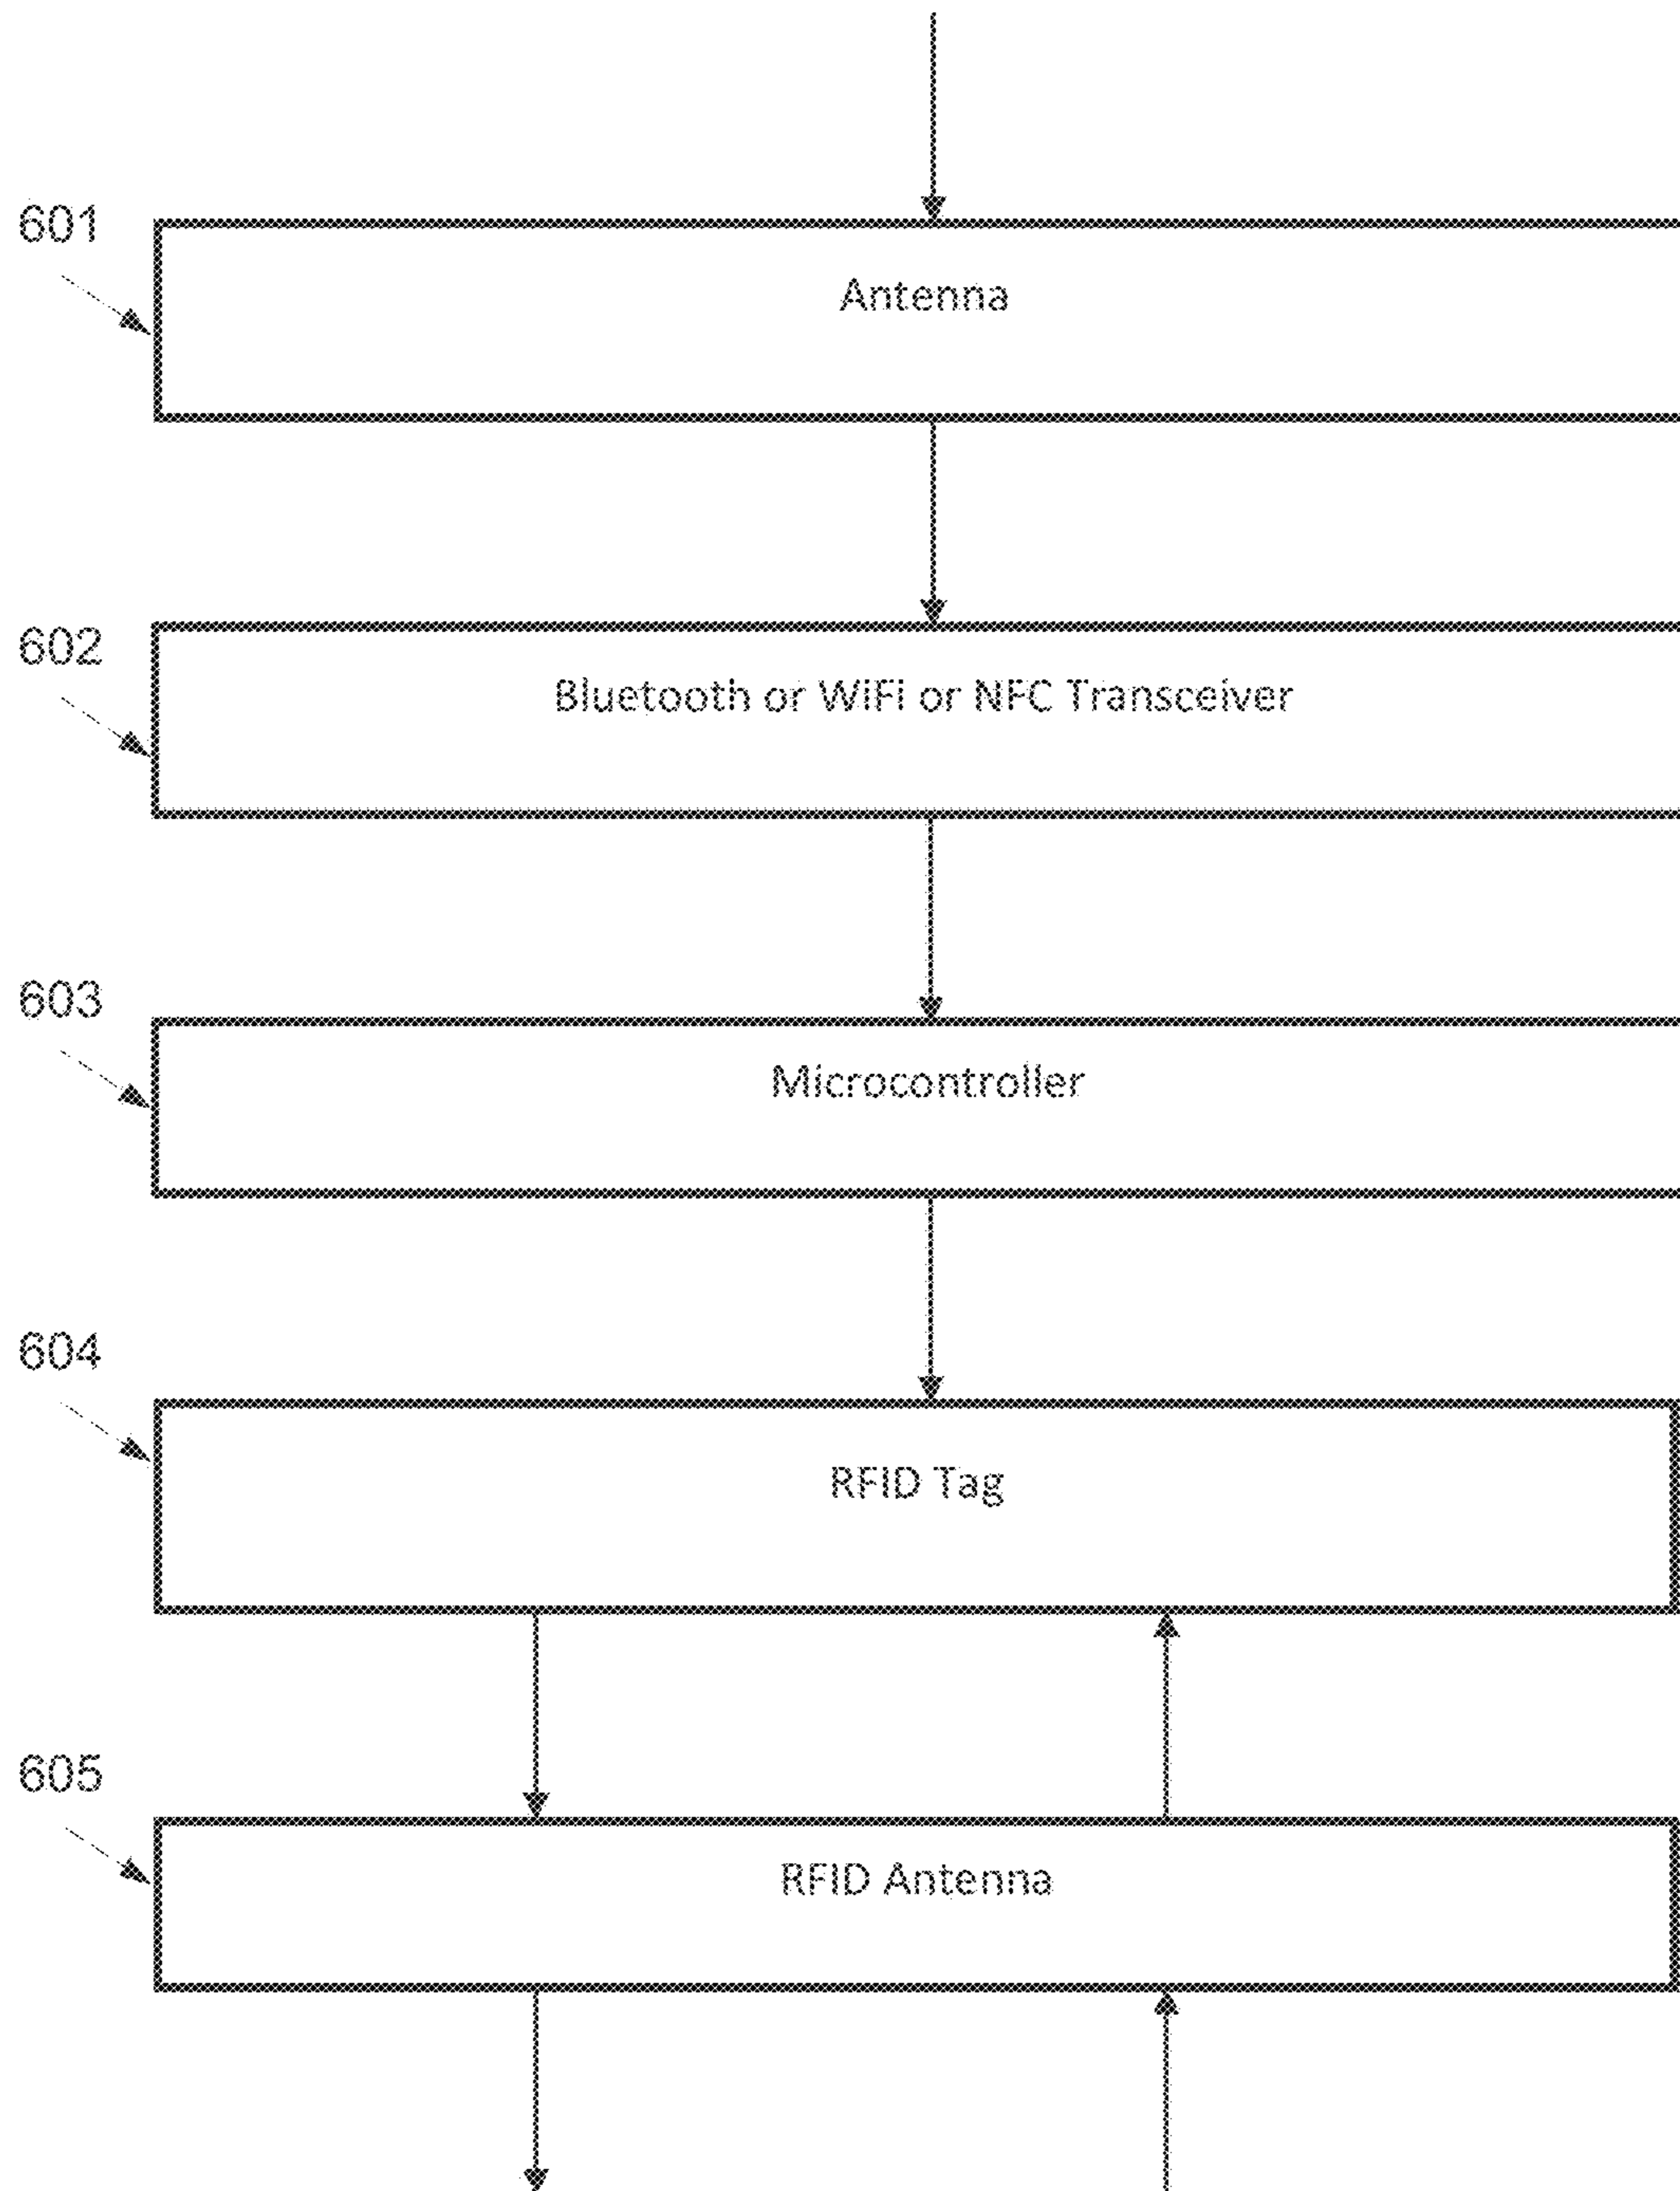 601
Antenna
602
Bluetooth or WiFi or NFC Transceiver
603
Microcontroller
604
RFID Tag
605
RFID Antenna